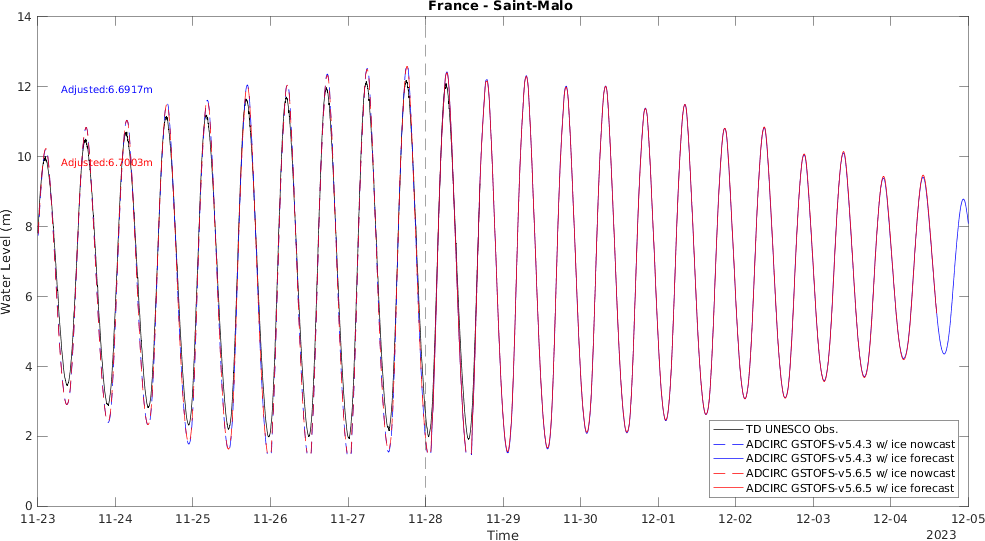 France - Saint-Malo
14
12
10
8
6
4
2
0
Water Level (m)
Adjusted:6.6917m
Adjusted:6.7003m
TD UNESCO Obs.
ADCIRC GSTOFS-v5.4.3 w/ ice nowcast
ADCIRC GSTOFS-v5.4.3 w/ ice forecast
ADCIRC GSTOFS-v5.6.5 w/ ice nowcast
ADCIRC GSTOFS-v5.6.5 w/ ice forecast
11-23 11-24 11-25 11-26 11-27 11-28 11-29 11-30 12-01 12-02 12-03 12-04 12-05
Time
2023